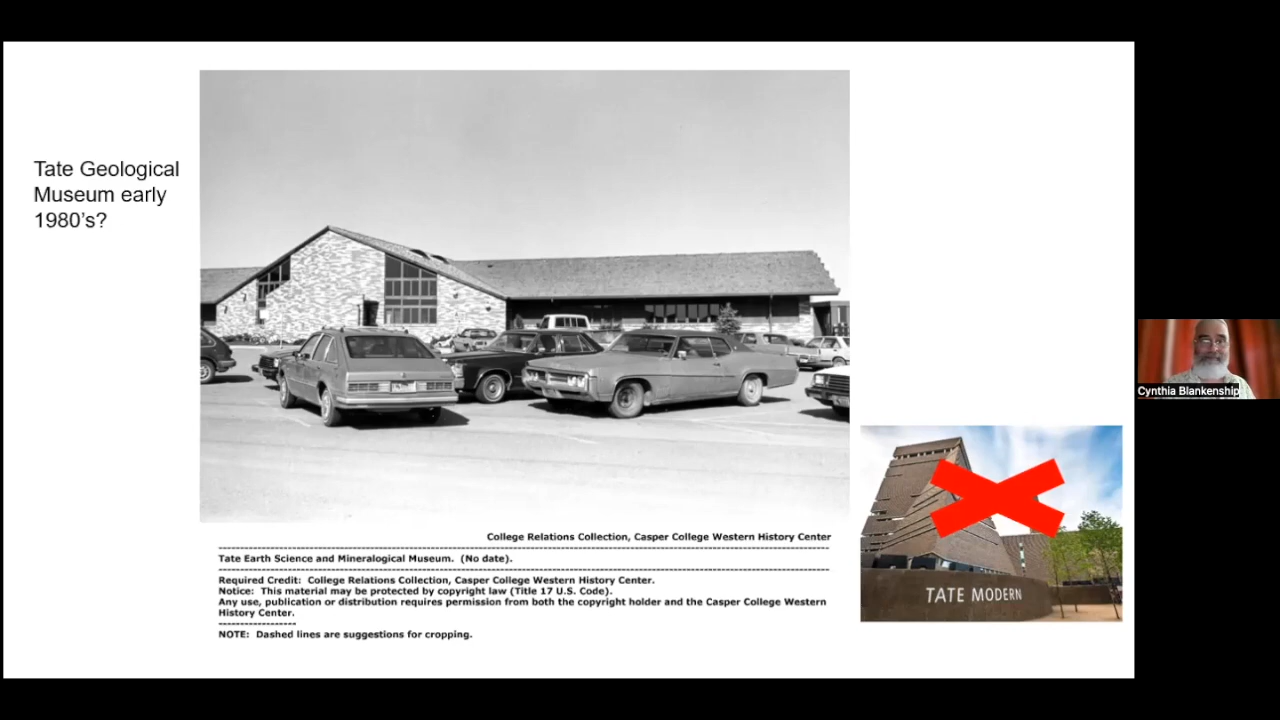 Tate Geological
Museum early
1980's?
College Relations Collection, Casper College Western History Center
Tate Earth Science and Mineralogical Museum. (No date).
Required Credit: College Relations Collection, Casper College Western History Center.
Notice: This material may be protected by copyright law (Title 17 U.S. Code).
Any use, publication or distribution requires permission from both the copyright holder and the Casper College Western
History Center.
NOTE: Dashed lines are suggestions for cropping.
TATE MODERN
Cynthia Blankenship